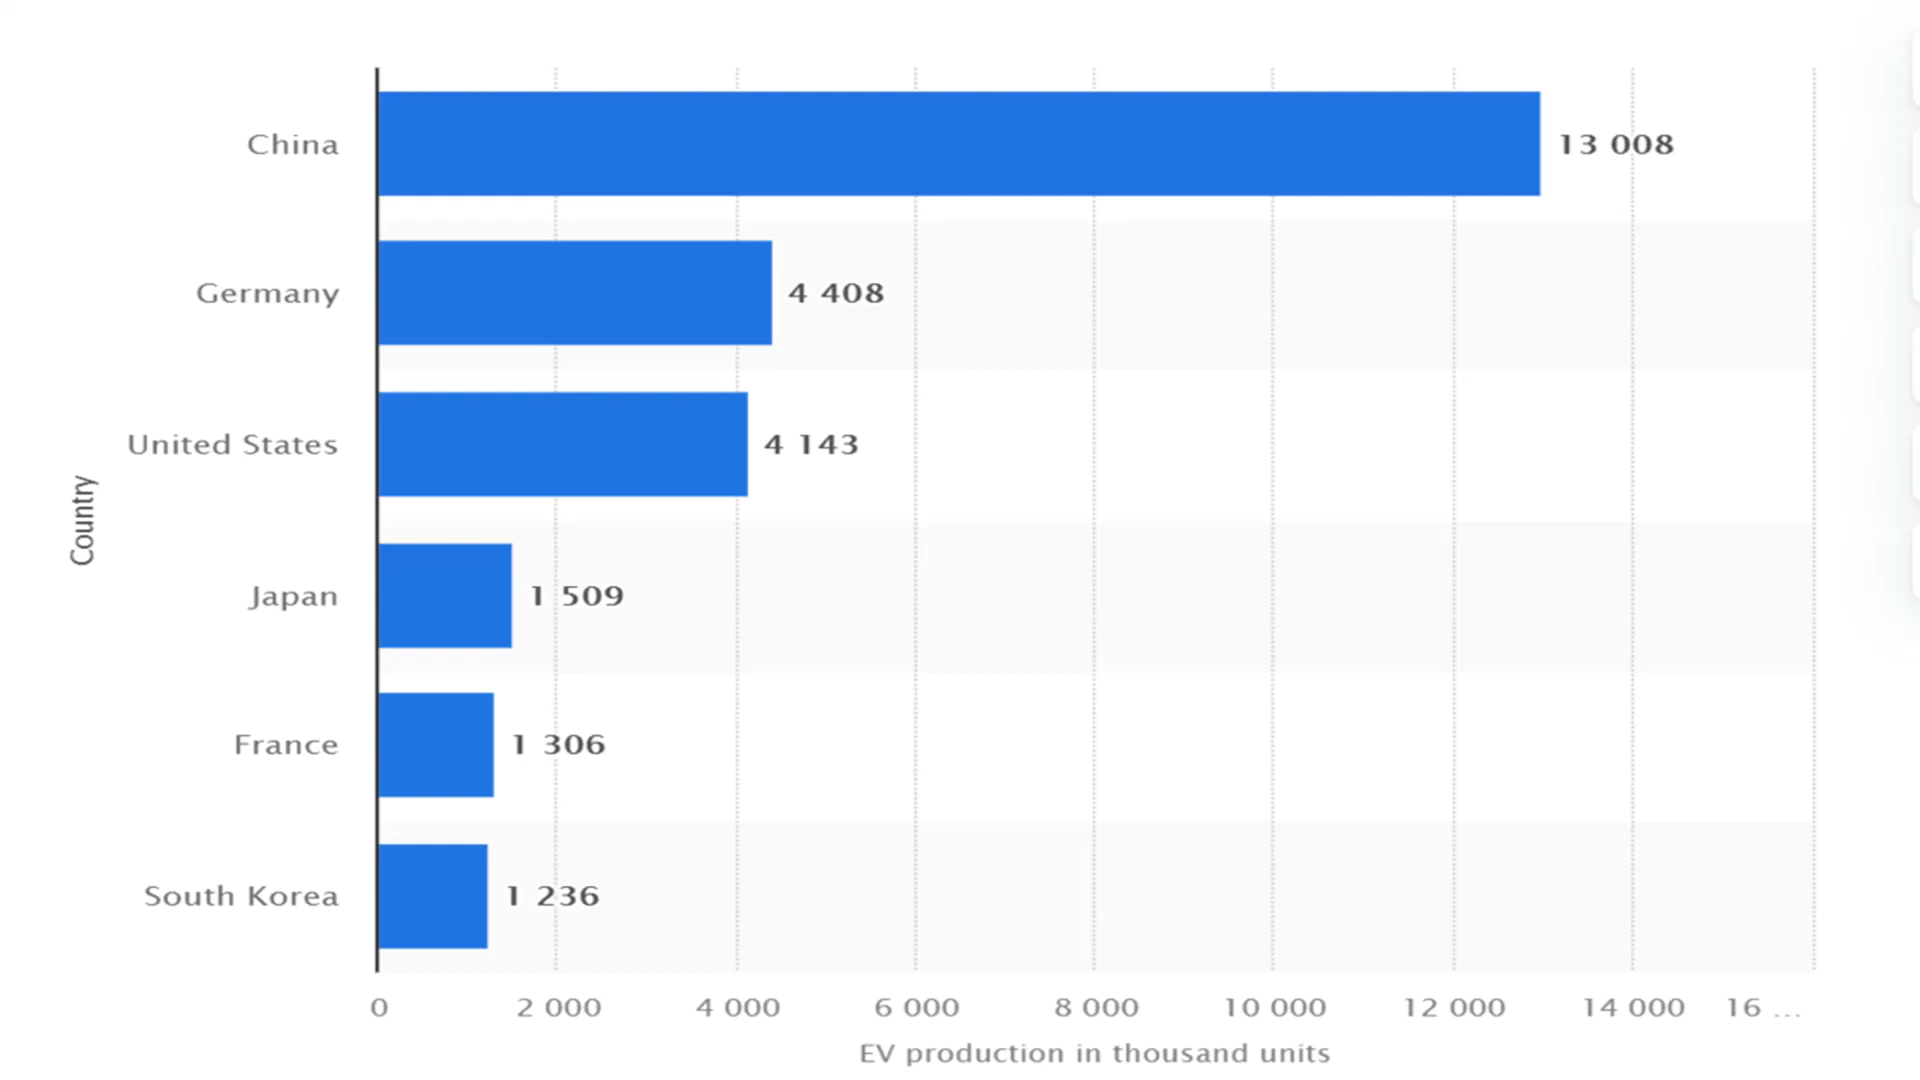 China
13 008
Germany
4 408
United States
4 143
Country
Japan
1 509
France
1 306
South Korea
1 236
0 2 000 4 000 6 000 8 000 10 000 12 000 14 000 16 ...
EV production in thousand units